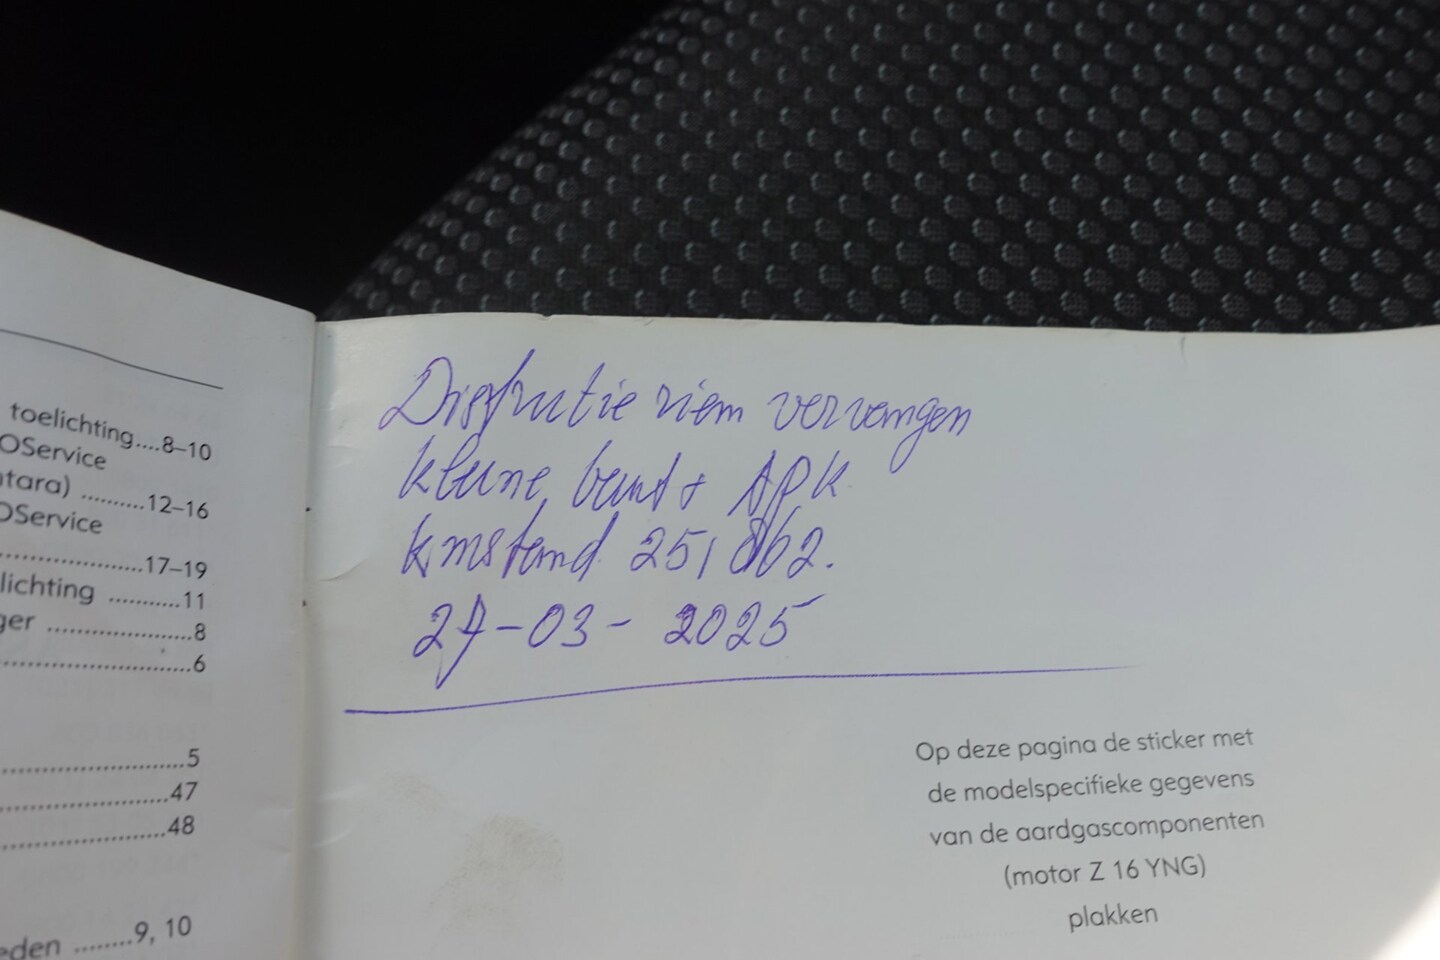 toelichting....8–10
OService
ntara) ..........12–16
OService
......................17–19
lichting ...........11
ger .......................8
..............................6
..............................5
...........................47
...........................48
eden ........9, 10
Disfrutie riem vervangen
kleine beurt + APK
kmstand 251862.
27-03-2025
Op deze pagina de sticker met
de modelspecifieke gegevens
van de aardgascomponenten
(motor Z 16 YNG)
plakken